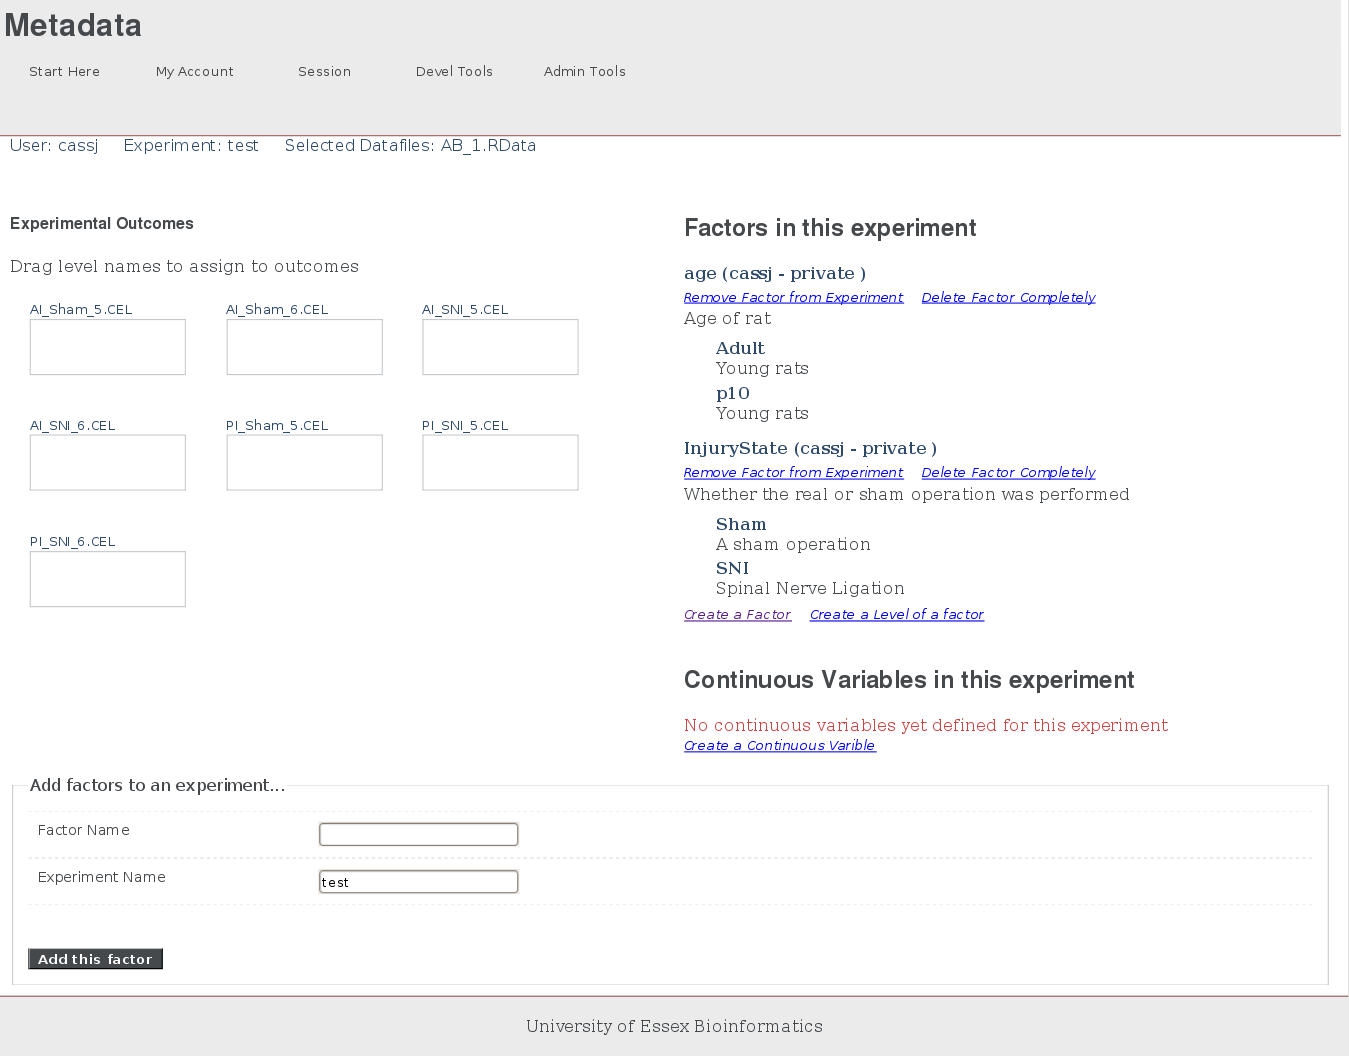 Metadata
Start Here My Account Session Devel Tools Admin Tools
User: cassj Experiment: test Selected Datafiles: AB_1.RData
Experimental Outcomes
Drag level names to assign to outcomes
AI_Sham_5.CEL AI_Sham_6.CEL AI_SNI_5.CEL
AI_SNI_6.CEL PI_Sham_5.CEL PI_SNI_5.CEL
PI_SNI_6.CEL
Factors in this experiment
age (cassj - private )
Remove Factor from Experiment Delete Factor Completely
Age of rat
Adult
Young rats
p10
Young rats
InjuryState (cassj - private )
Remove Factor from Experiment Delete Factor Completely
Whether the real or sham operation was performed
Sham
A sham operation
SNI
Spinal Nerve Ligation
Create a Factor Create a Level of a factor
Continuous Variables in this experiment
No continuous variables yet defined for this experiment
Create a Continuous Varible
Add factors to an experiment...
Factor Name
Experiment Name test
Add this factor
University of Essex Bioinformatics